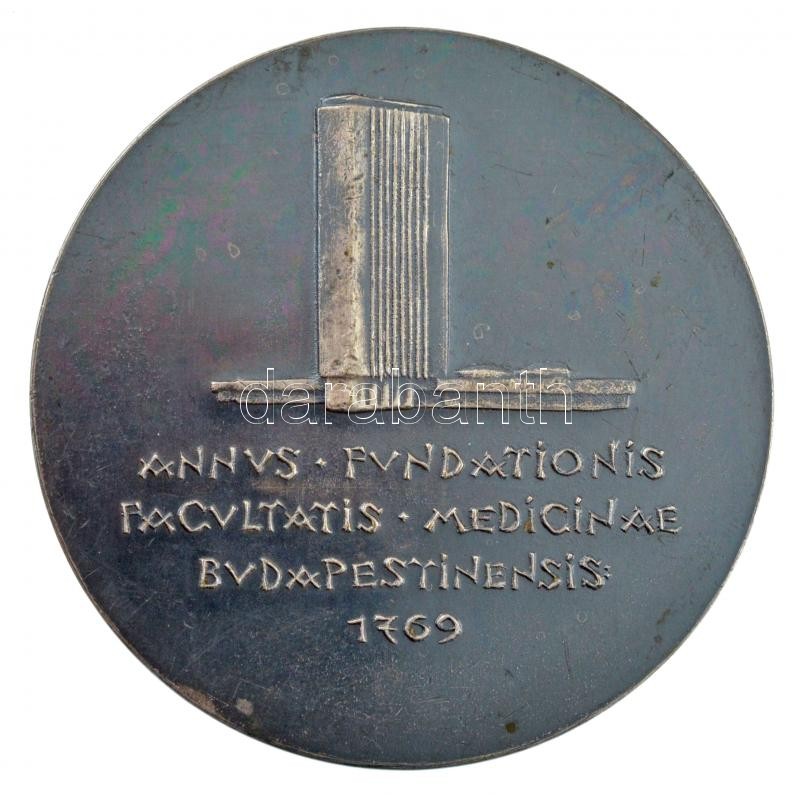 darabanth
ANNVS · FVNDATIONIS
FACVLTATIS · MEDICINAE
BVDAPESTINENSIS:
1769